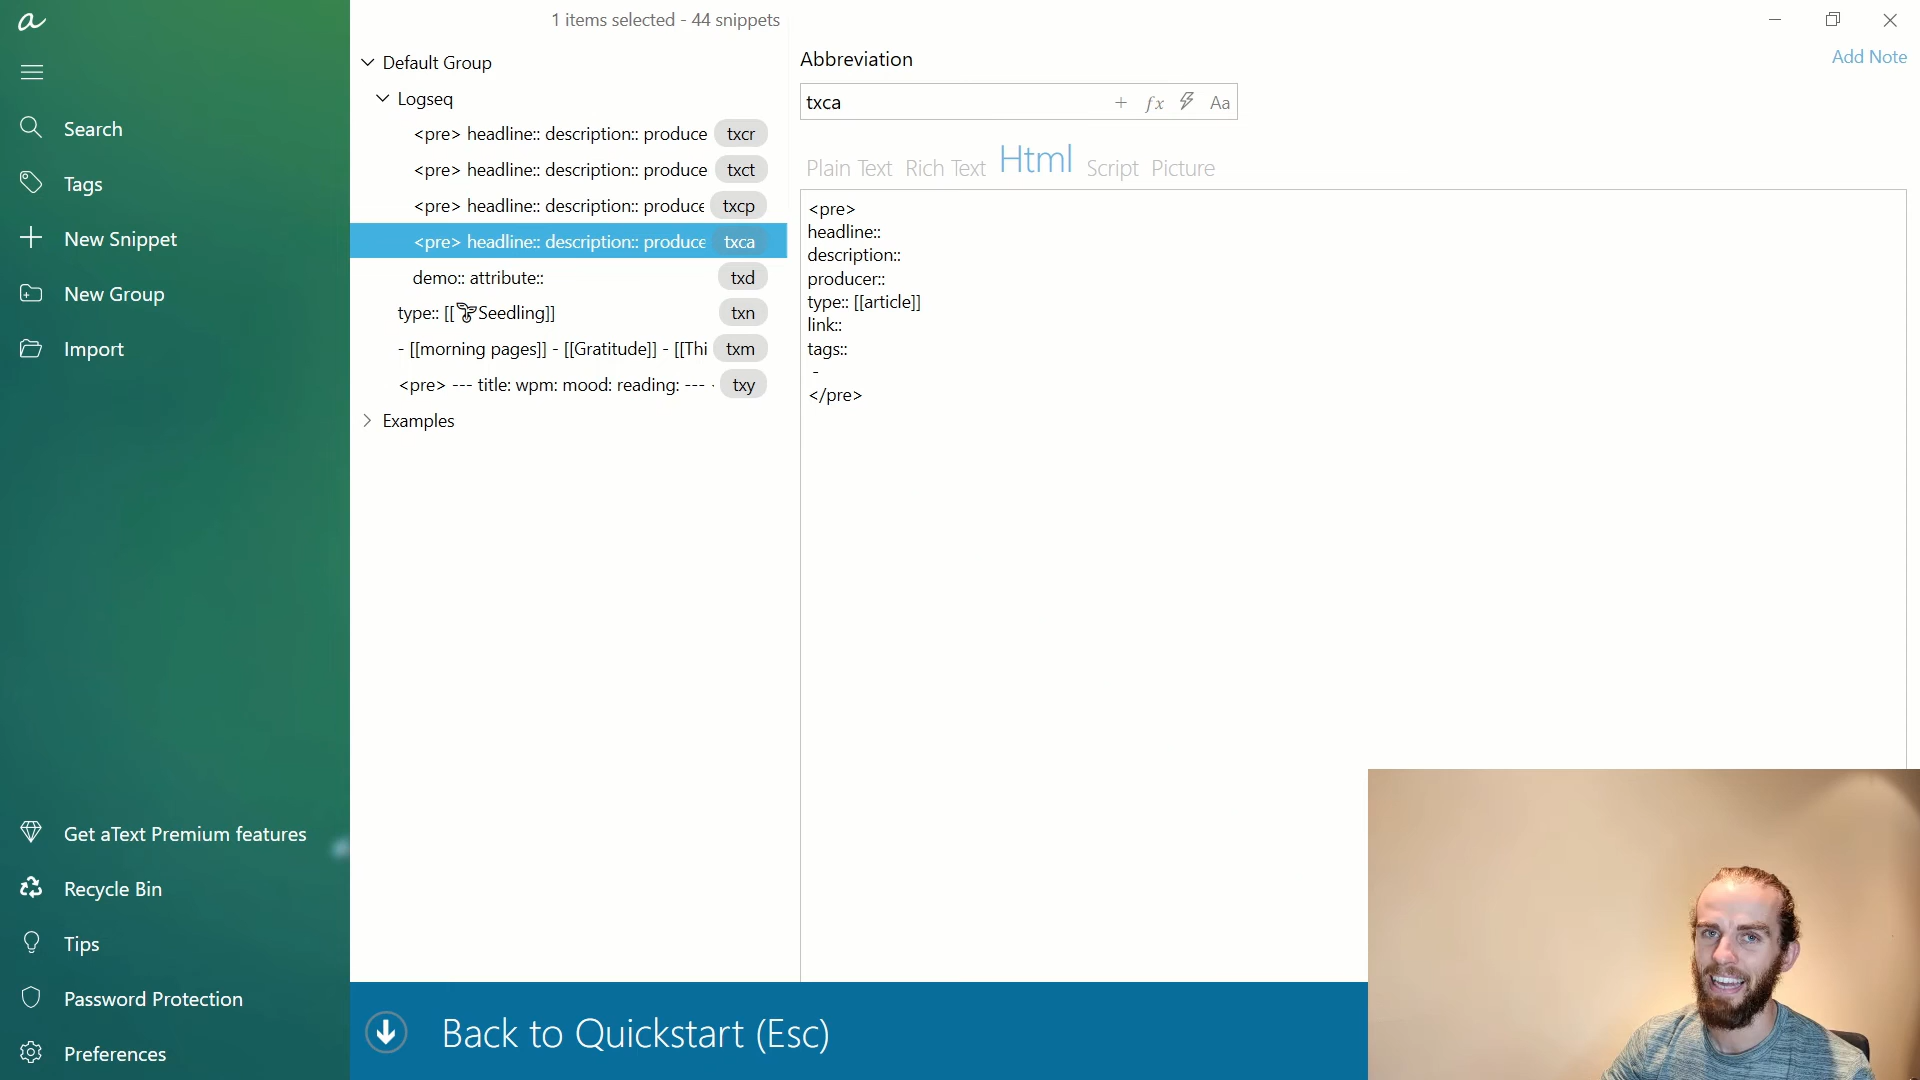 a
1 items selected - 44 snippets
Search
Tags
New Snippet
New Group
Import
Get aText Premium features
Recycle Bin
Tips
Password Protection
Preferences
Default Group
Logseq
<pre> headline:: description:: produce txcr
<pre> headline:: description:: produce txct
<pre> headline:: description:: produce txcp
<pre> headline:: description:: produce txca
demo:: attribute:: txd
type:: [[🌱Seedling]] txn
- [[morning pages]] - [[Gratitude]] - [[Thi txm
<pre> --- title: wpm: mood: reading: --- txy
Examples
Abbreviation
Add Note
txca + ƒx Aa
Plain Text Rich Text Html Script Picture
<pre>
headline::
description::
producer::
type:: [[article]]
link::
tags::
-
</pre>
Back to Quickstart (Esc)